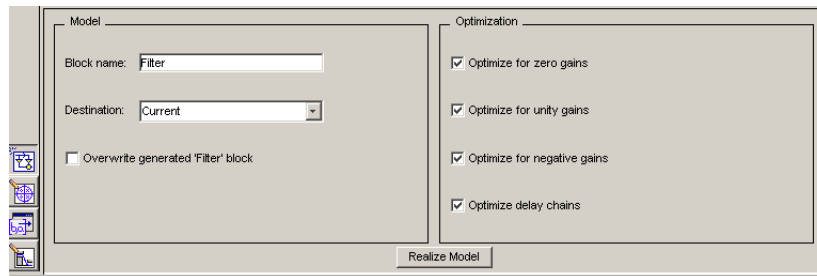 Model
Block name: Filter
Destination: Current
Overwrite generated 'Filter' block
Optimization
Optimize for zero gains
Optimize for unity gains
Optimize for negative gains
Optimize delay chains
Realize Model